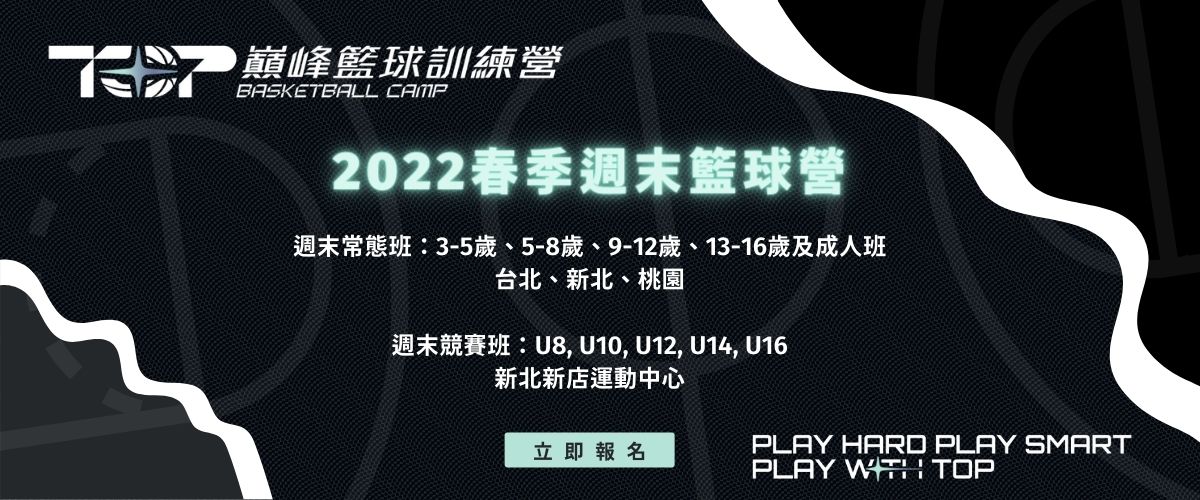 TOP 巔峰籃球訓練營
BASKETBALL CAMP
2022春季週末籃球營
週末常態班：3-5歲、5-8歲、9-12歲、13-16歲及成人班
台北、新北、桃園
週末競賽班：U8, U10, U12, U14, U16
新北新店運動中心
立即報名
PLAY HARD PLAY SMART
PLAY WITH TOP